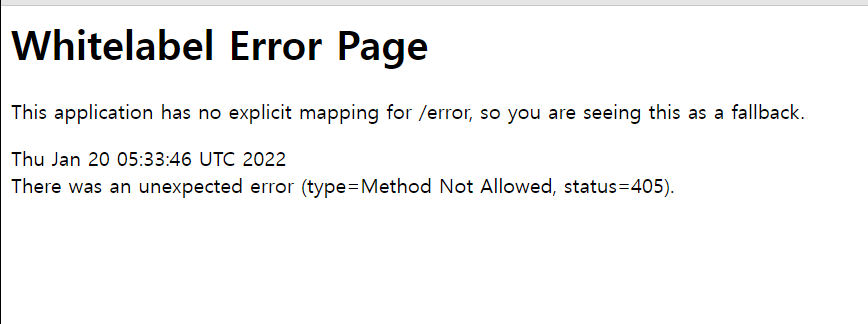 Whitelabel Error Page
This application has no explicit mapping for /error, so you are seeing this as a fallback.
Thu Jan 20 05:33:46 UTC 2022
There was an unexpected error (type=Method Not Allowed, status=405).